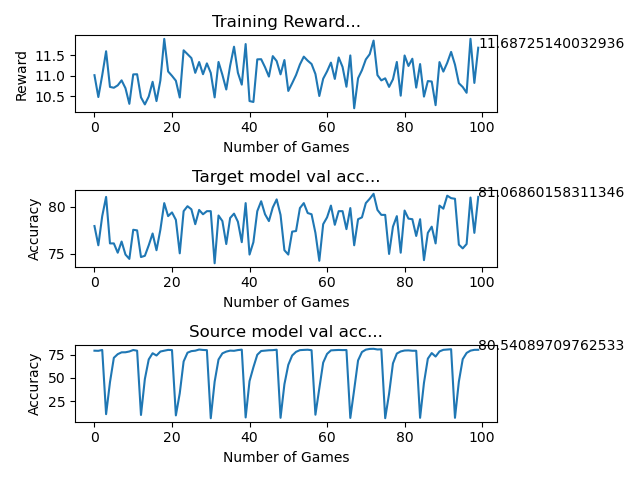 Training Reward...
11.68725140032936
11.5
11.0
10.5
Reward
0 20 40 60 80 100
Number of Games
Target model val acc...
81.06860158311346
80
75
Accuracy
0 20 40 60 80 100
Number of Games
Source model val acc...
80.54089709762533
75
50
25
Accuracy
0 20 40 60 80 100
Number of Games